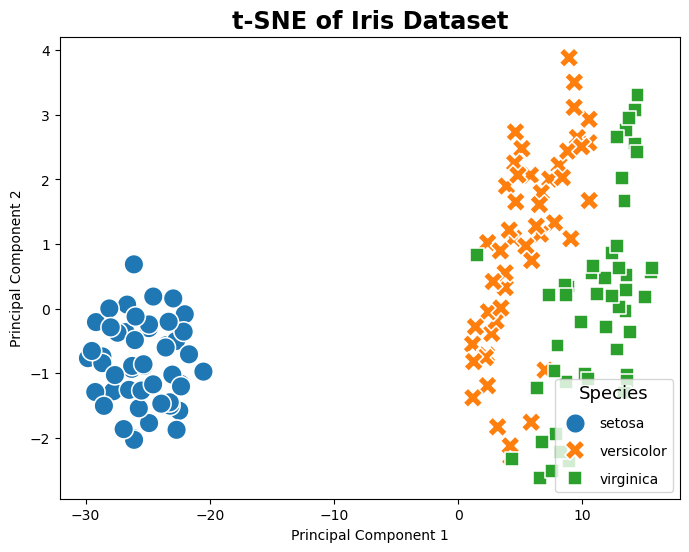 t-SNE of Iris Dataset
4
3
2
1
0
−1
−2
Principal Component 2
−30
−20
−10
0
10
Principal Component 1
Species
setosa
versicolor
virginica